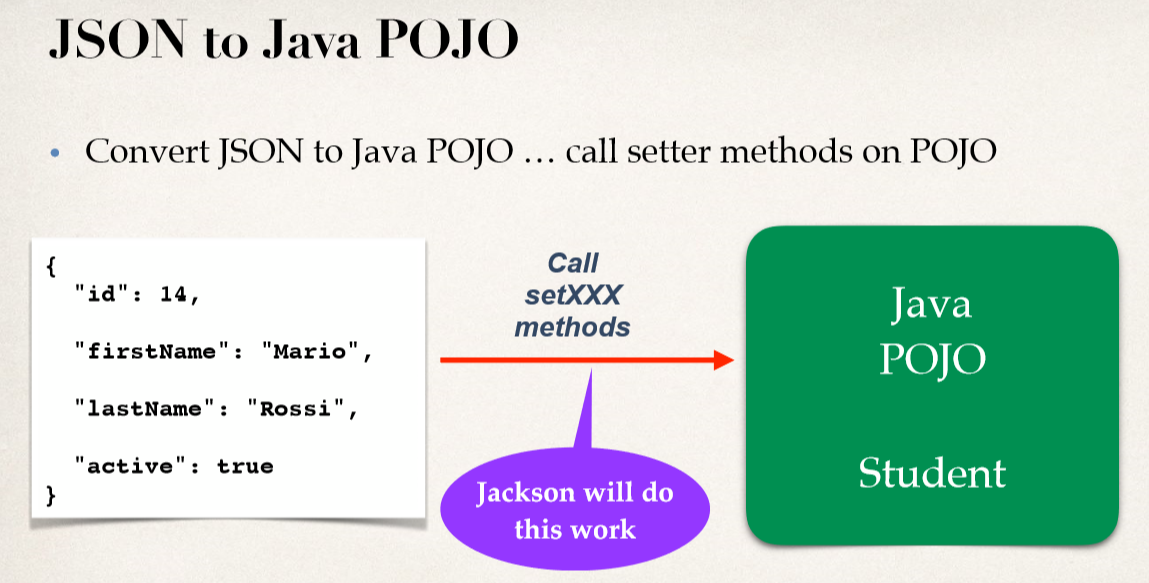 JSON to Java POJO
• Convert JSON to Java POJO … call setter methods on POJO
{
"id": 14,
"firstName": "Mario",
"lastName": "Rossi",
"active": true
}
Call
setXXX
methods
Jackson will do
this work
Java
POJO
Student